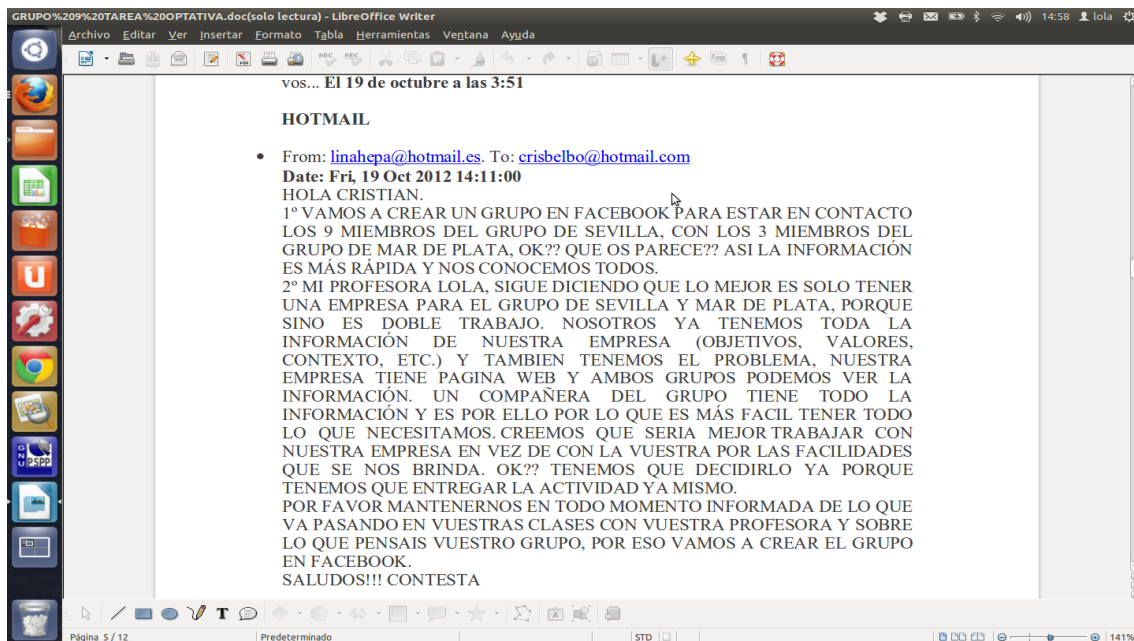 GRUPO%209%20TAREA%20OPTATIVA.doc(solo lectura) - LibreOffice Writer
14:58 lola
Archivo Editar Ver Insertar Formato Tabla Herramientas Ventana Ayuda
vos... El 19 de octubre a las 3:51
HOTMAIL
• From: linahepa@hotmail.es. To: crisbelbo@hotmail.com
Date: Fri, 19 Oct 2012 14:11:00
HOLA CRISTIAN.
1º VAMOS A CREAR UN GRUPO EN FACEBOOK PARA ESTAR EN CONTACTO
LOS 9 MIEMBROS DEL GRUPO DE SEVILLA, CON LOS 3 MIEMBROS DEL
GRUPO DE MAR DE PLATA, OK?? QUE OS PARECE?? ASI LA INFORMACIÓN
ES MÁS RÁPIDA Y NOS CONOCEMOS TODOS.
2º MI PROFESORA LOLA, SIGUE DICIENDO QUE LO MEJOR ES SOLO TENER
UNA EMPRESA PARA EL GRUPO DE SEVILLA Y MAR DE PLATA, PORQUE
SINO ES DOBLE TRABAJO. NOSOTROS YA TENEMOS TODA LA
INFORMACIÓN DE NUESTRA EMPRESA (OBJETIVOS, VALORES,
CONTEXTO, ETC.) Y TAMBIEN TENEMOS EL PROBLEMA, NUESTRA
EMPRESA TIENE PAGINA WEB Y AMBOS GRUPOS PODEMOS VER LA
INFORMACIÓN. UN COMPAÑERA DEL GRUPO TIENE TODO LA
INFORMACIÓN Y ES POR ELLO POR LO QUE ES MÁS FACIL TENER TODO
LO QUE NECESITAMOS. CREEMOS QUE SERIA MEJOR TRABAJAR CON
NUESTRA EMPRESA EN VEZ DE CON LA VUESTRA POR LAS FACILIDADES
QUE SE NOS BRINDA. OK?? TENEMOS QUE DECIDIRLO YA PORQUE
TENEMOS QUE ENTREGAR LA ACTIVIDAD YA MISMO.
POR FAVOR MANTENERNOS EN TODO MOMENTO INFORMADA DE LO QUE
VA PASANDO EN VUESTRAS CLASES CON VUESTRA PROFESORA Y SOBRE
LO QUE PENSAIS VUESTRO GRUPO, POR ESO VAMOS A CREAR EL GRUPO
EN FACEBOOK.
SALUDOS!!! CONTESTA
GNU PSPP
Página 5 / 12 Predeterminado STD 141%